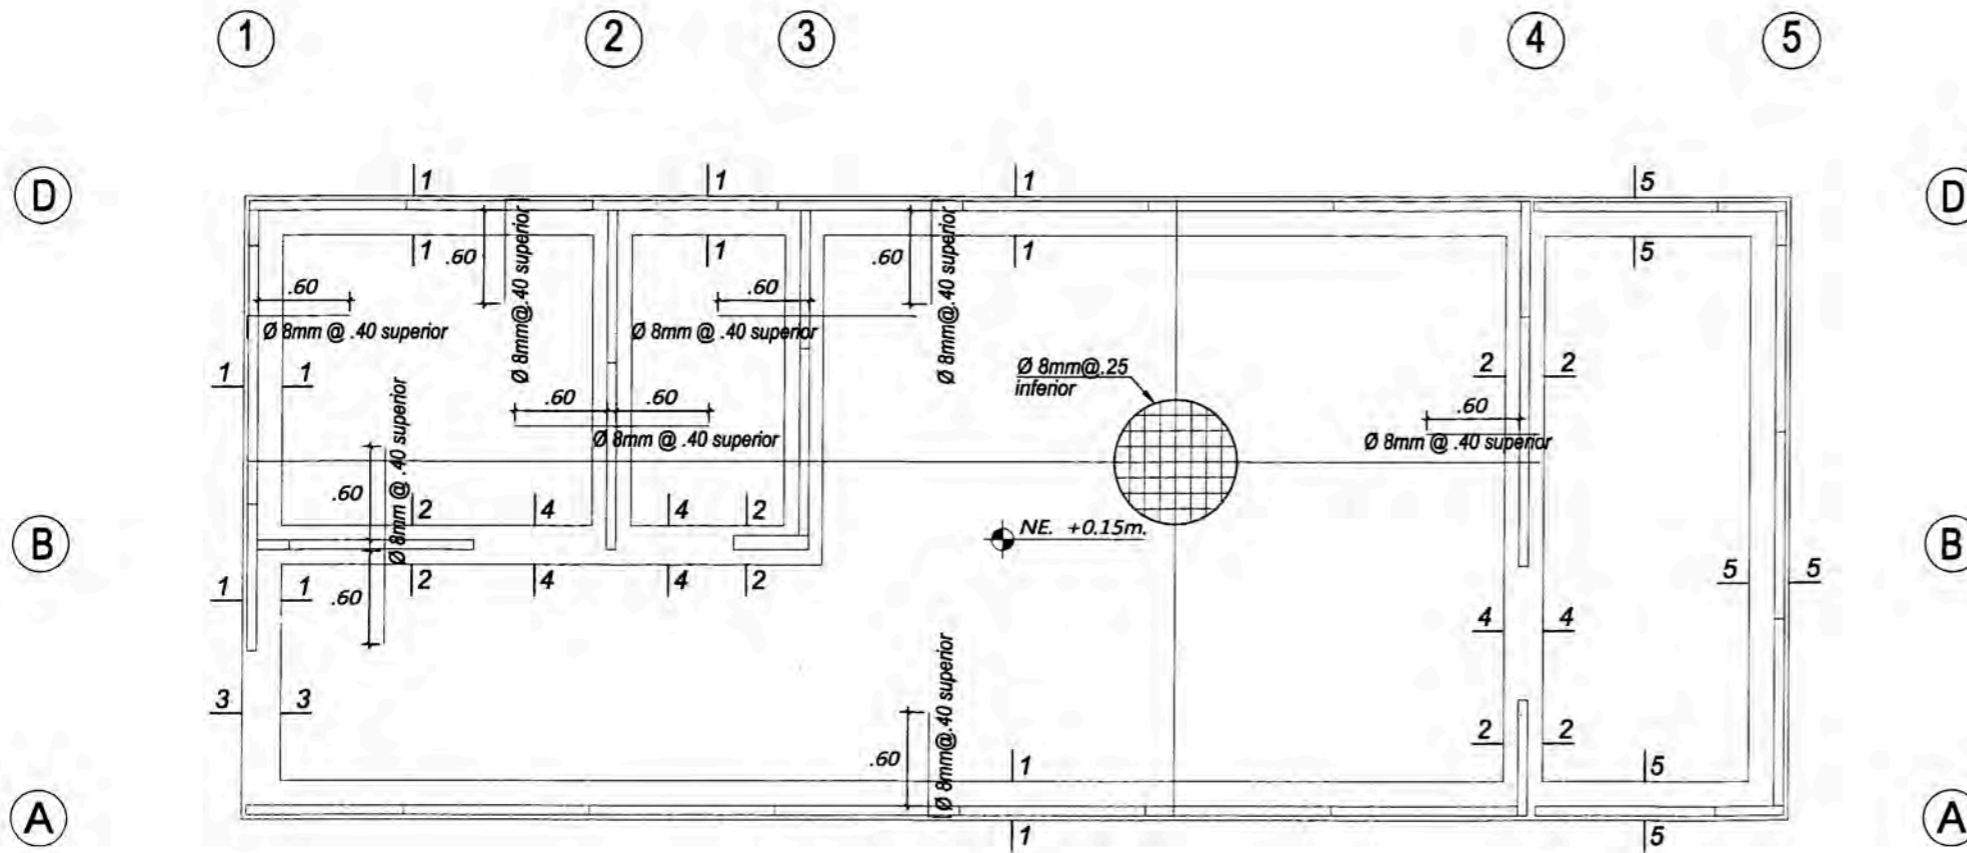 1 2 3 4 5
D D
1 1 1 5
1 1 1 5
.60 .60
Ø 8mm@.40 superior
Ø 8mm@.40 superior
.60 .60
Ø 8mm @ .40 superior
Ø 8mm @ .40 superior
Ø 8mm@.25
inferior
1 1 2 2
.60 .60 .60
Ø 8mm @ .40 superior
Ø 8mm @ .40 superior
Ø 8mm @ .40 superior
.60
2 4 4 2
NE. +0.15m.
B B
2 4 4 2
1 1 5 5
.60
4 4
Ø 8mm@.40 superior
3 3
2 2
.60
1 5
A A
1 5